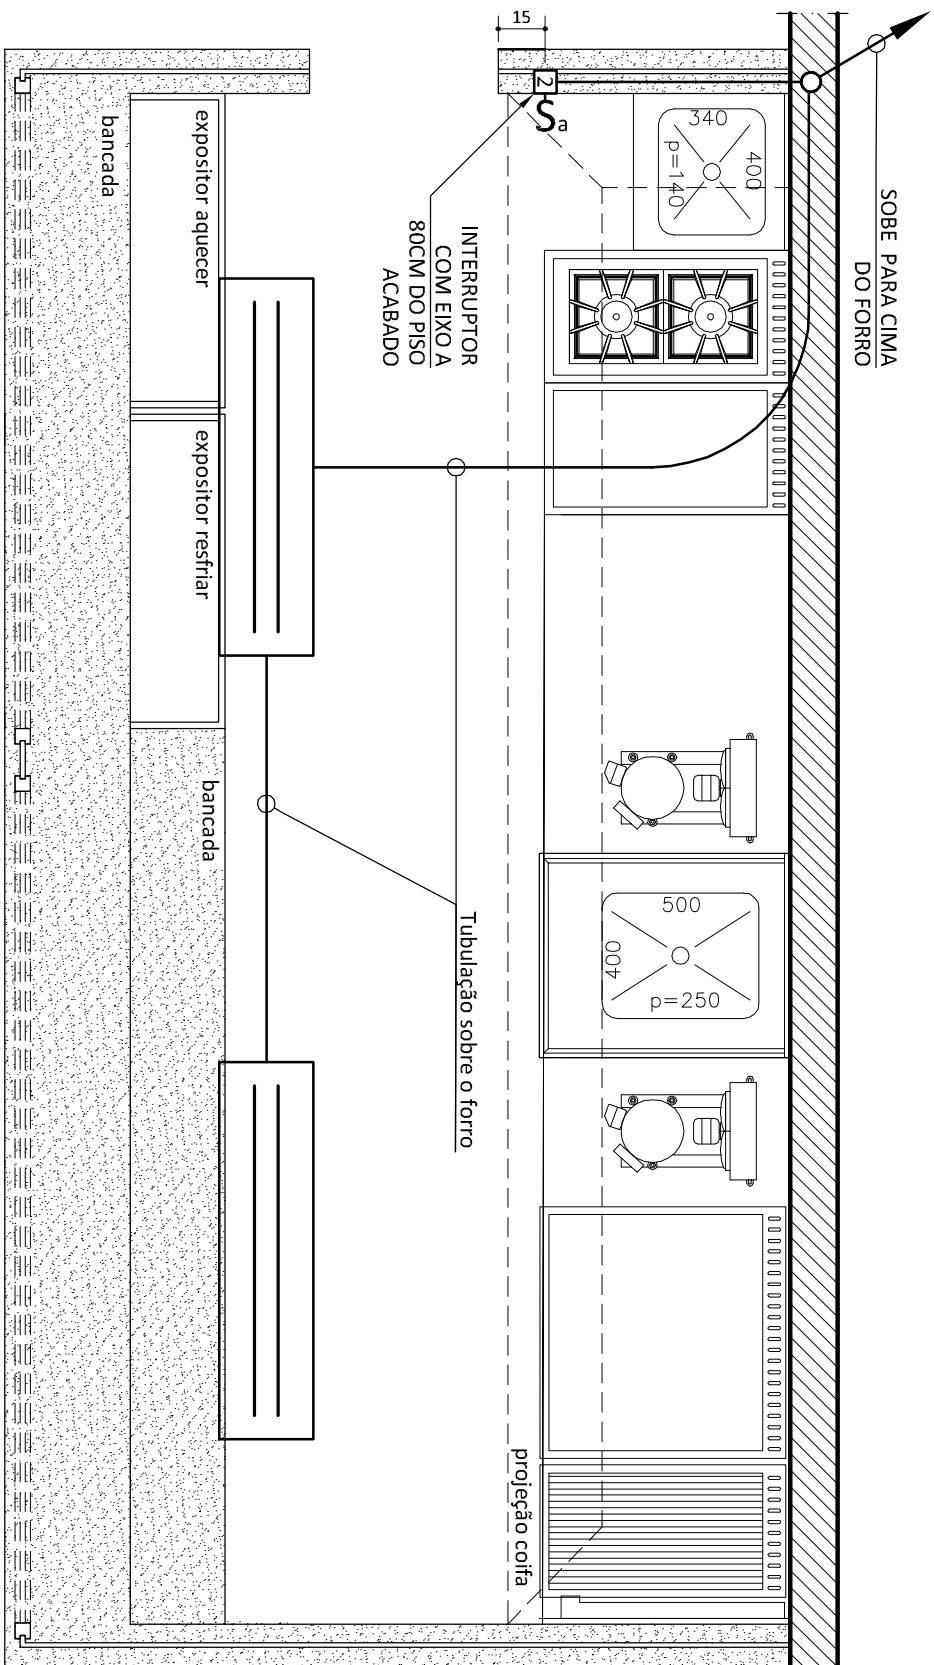 15
2
Sa
340
400
p=140
SOBE PARA CIMA
DO FORRO
INTERRUPTOR
COM EIXO A
80CM DO PISO
ACABADO
expositor aquecer
bancada
expositor resfriar
bancada
500
400
p=250
Tubulação sobre o forro
projeção coifa